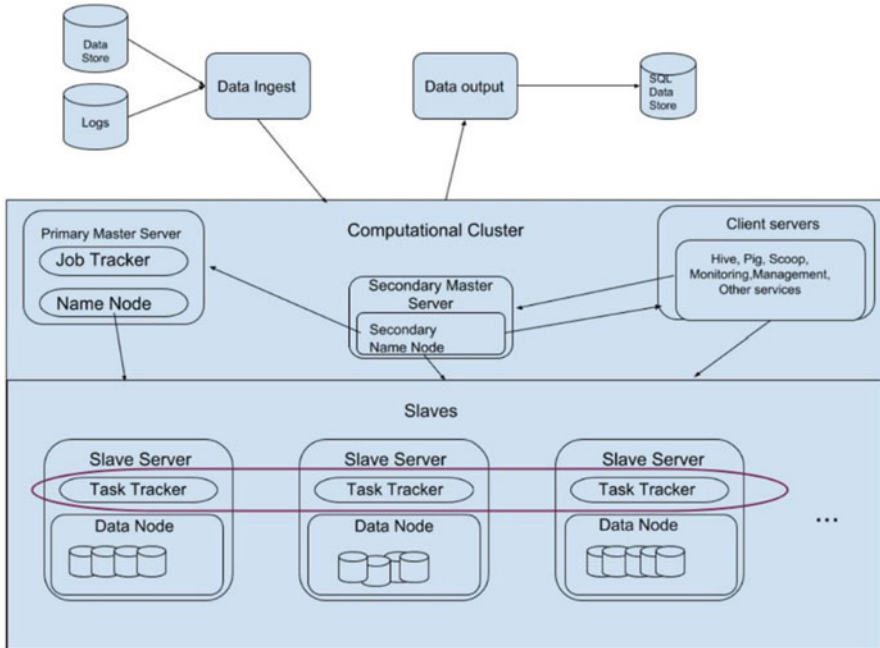 Data
Store
Logs
Data Ingest
Data output
SQL
Data
Store
Computational Cluster
Primary Master Server
Job Tracker
Name Node
Secondary Master
Server
Secondary
Name Node
Client servers
Hive, Pig, Scoop,
Monitoring,Management,
Other services
Slaves
Slave Server
Task Tracker
Data Node
Slave Server
Task Tracker
Data Node
Slave Server
Task Tracker
Data Node
...